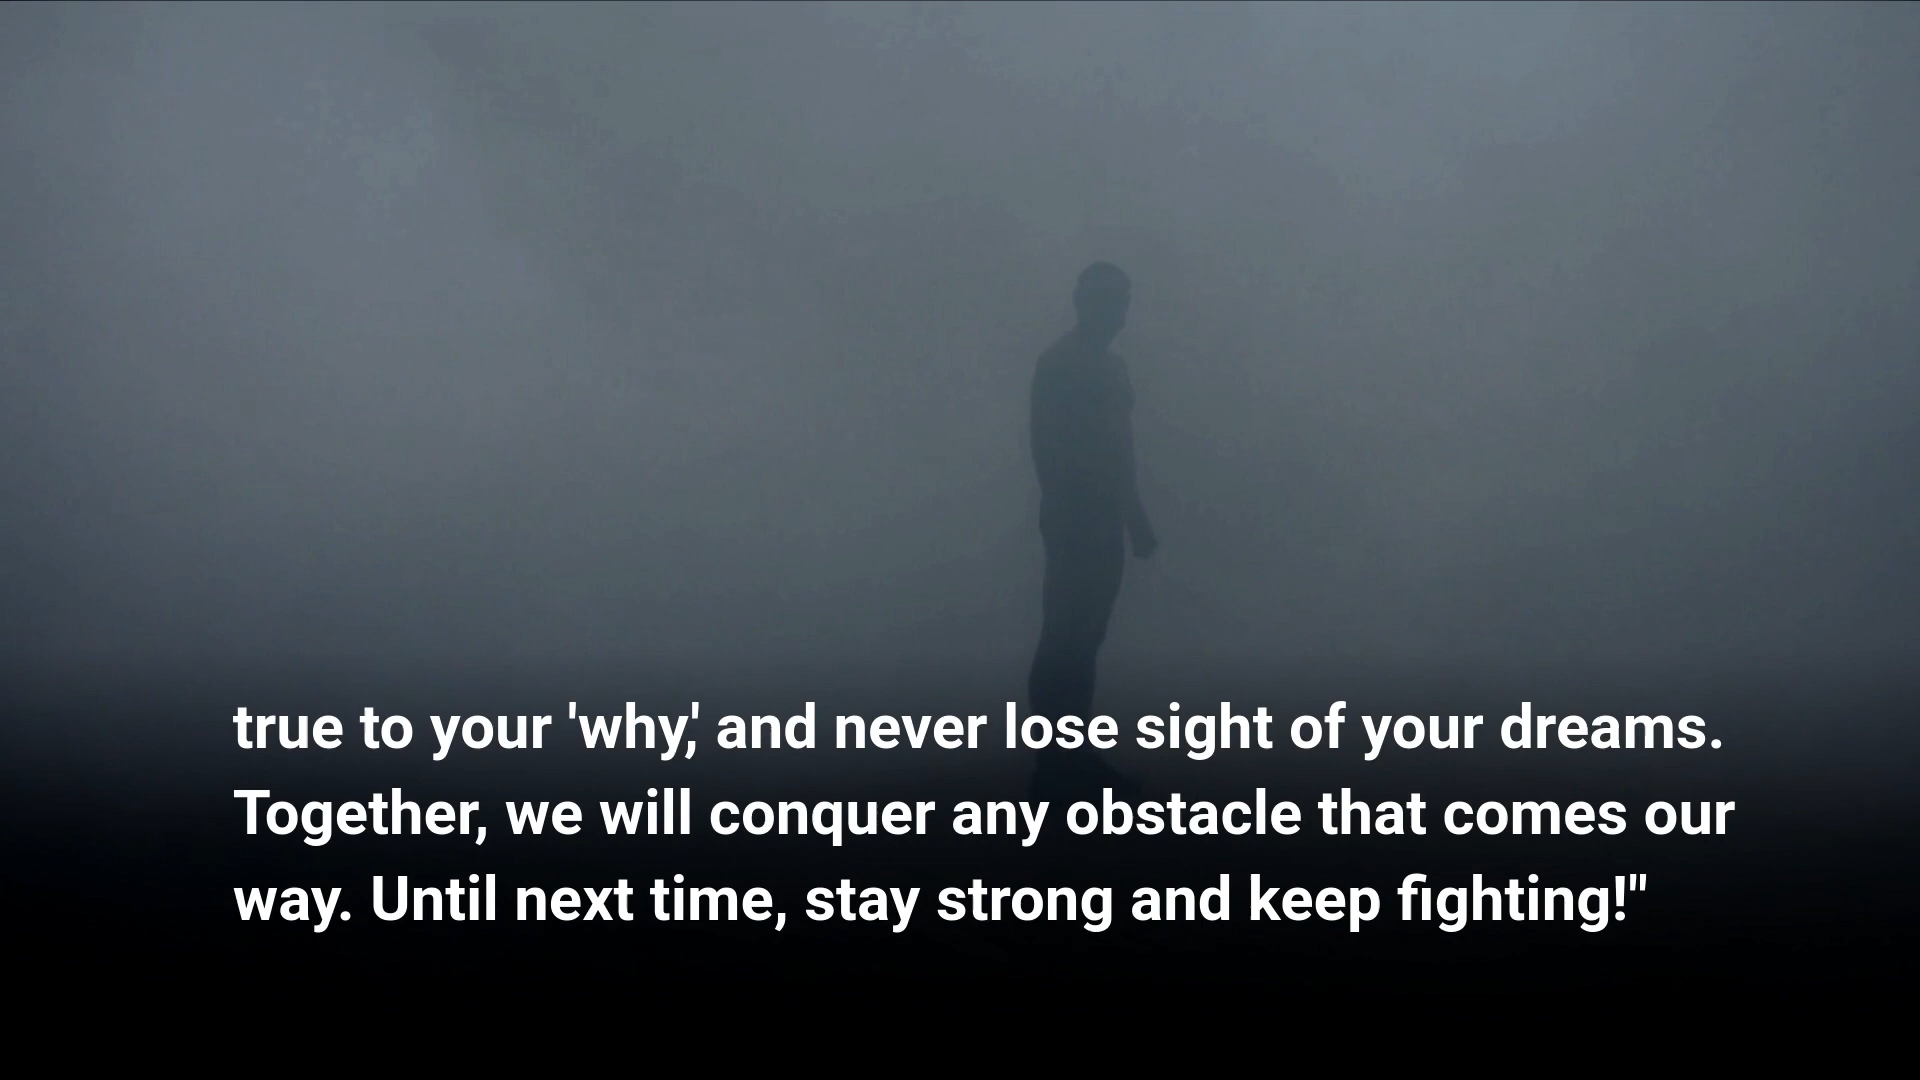 true to your 'why,' and never lose sight of your dreams.
Together, we will conquer any obstacle that comes our
way. Until next time, stay strong and keep fighting!"